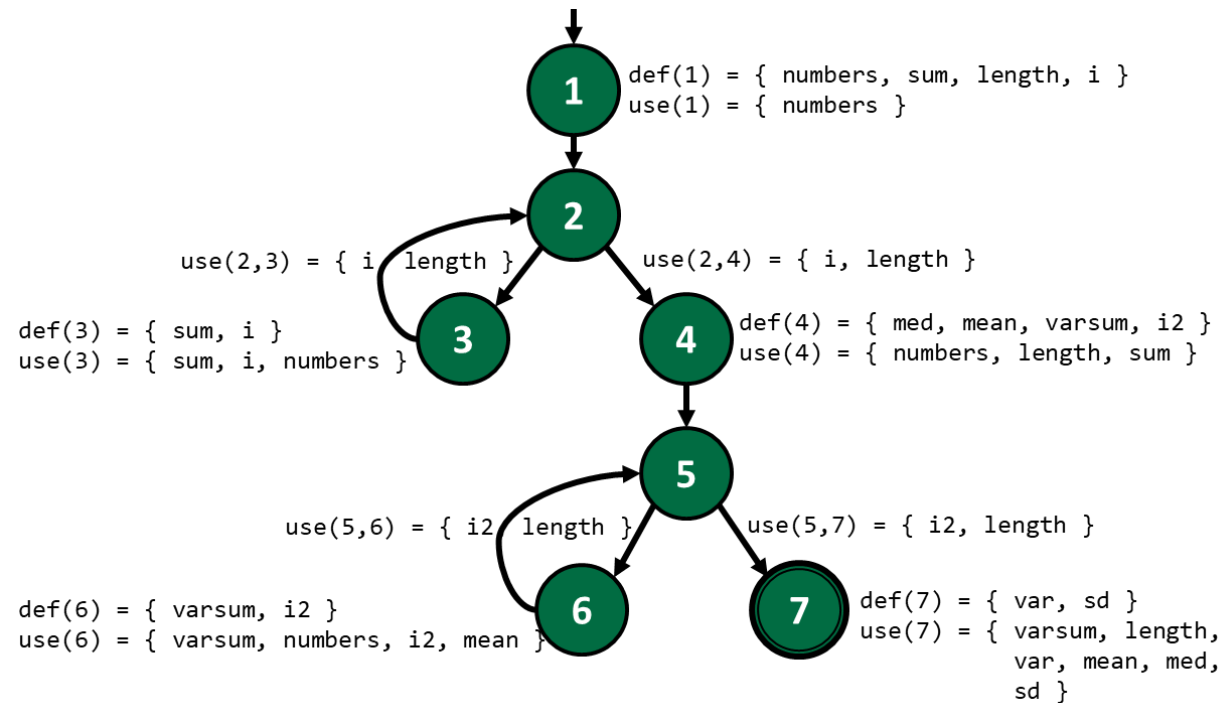 1
def(1) = { numbers, sum, length, i }
use(1) = { numbers }
2
use(2,3) = { i, length }
use(2,4) = { i, length }
def(3) = { sum, i }
use(3) = { sum, i, numbers }
3
4
def(4) = { med, mean, varsum, i2 }
use(4) = { numbers, length, sum }
5
use(5,6) = { i2, length }
use(5,7) = { i2, length }
def(6) = { varsum, i2 }
use(6) = { varsum, numbers, i2, mean }
6
7
def(7) = { var, sd }
use(7) = { varsum, length,
var, mean, med,
sd }